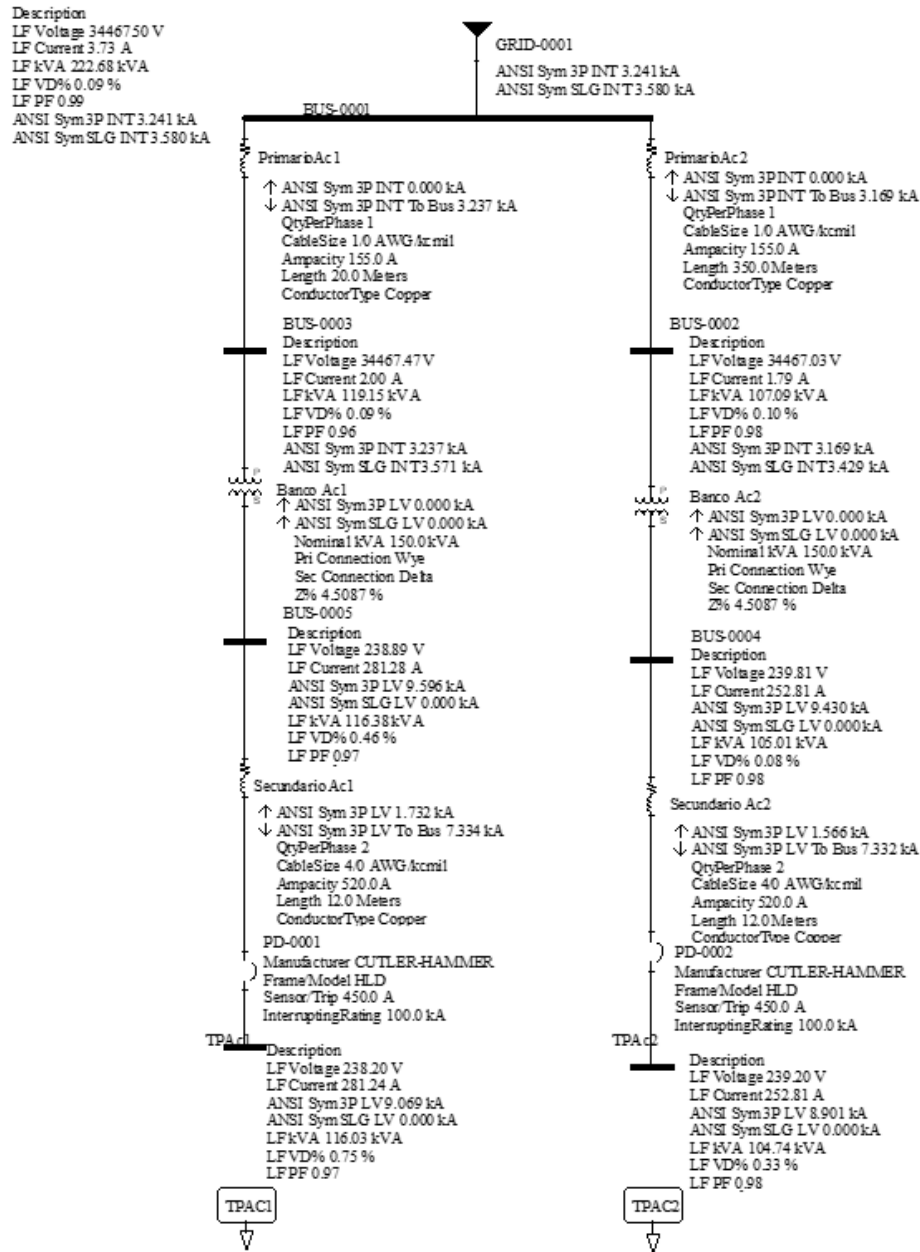 Description
LF Voltage 34467.50 V
LF Current 3.73 A
LF kVA 222.68 kVA
LF VD% 0.09 %
LF PF 0.99
ANSI Sym 3P INT 3.241 kA
ANSI Sym SLG INT 3.580 kA
GRID-0001
ANSI Sym 3P INT 3.241kA
ANSI Sym SLG INT 3.580 kA
BUS-0001
PrimarioAc1
↑ ANSI Sym 3P INT 0.000 kA
↓ ANSI Sym 3P INT To Bus 3.237 kA
QtyPerPhase 1
CableSize 1/0 AWG/kcmil
Ampacity 155.0 A
Length 20.0 Meters
ConductorType Copper
BUS-0003
Description
LF Voltage 34467.47 V
LF Current 2.00 A
LF kVA 119.15 kVA
LF VD% 0.09 %
LF PF 0.96
ANSI Sym 3P INT 3.237 kA
ANSI Sym SLG INT 3.571 kA
P
S
Banco Ac1
↑ ANSI Sym 3P LV 0.000 kA
↑ ANSI Sym SLG LV 0.000 kA
Nominal kVA 150.0 kVA
Pri Connection Wye
Sec Connection Delta
Z% 4.5087 %
BUS-0005
Description
LF Voltage 238.89 V
LF Current 281.28 A
ANSI Sym 3P LV 9.596 kA
ANSI Sym SLG LV 0.000 kA
LF kVA 116.38 kVA
LF VD% 0.46 %
LF PF 0.97
Secundario Ac1
↑ ANSI Sym 3P LV 1.732 kA
↓ ANSI Sym 3P LV To Bus 7.334 kA
QtyPerPhase 2
CableSize 4/0 AWG/kcmil
Ampacity 520.0 A
Length 12.0 Meters
ConductorType Copper
PD-0001
Manufacturer CUTLER-HAMMER
Frame/Model HLD
Sensor/Trip 450.0 A
InterruptingRating 100.0 kA
TPAc1
Description
LF Voltage 238.20 V
LF Current 281.24 A
ANSI Sym 3P LV 9.069 kA
ANSI Sym SLG LV 0.000 kA
LF kVA 116.03 kVA
LF VD% 0.75 %
LF PF 0.97
TPAC1
PrimarioAc2
↑ ANSI Sym 3P INT 0.000 kA
↓ ANSI Sym 3P INT To Bus 3.169 kA
QtyPerPhase 1
CableSize 1/0 AWG/kcmil
Ampacity 155.0 A
Length 350.0 Meters
ConductorType Copper
BUS-0002
Description
LF Voltage 34467.03 V
LF Current 1.79 A
LF kVA 107.09 kVA
LF VD% 0.10 %
LF PF 0.98
ANSI Sym 3P INT 3.169 kA
ANSI Sym SLG INT 3.429 kA
P
S
Banco Ac2
↑ ANSI Sym 3P LV 0.000 kA
↑ ANSI Sym SLG LV 0.000 kA
Nominal kVA 150.0 kVA
Pri Connection Wye
Sec Connection Delta
Z% 4.5087 %
BUS-0004
Description
LF Voltage 239.81 V
LF Current 252.81 A
ANSI Sym 3P LV 9.430 kA
ANSI Sym SLG LV 0.000 kA
LF kVA 105.01 kVA
LF VD% 0.08 %
LF PF 0.98
Secundario Ac2
↑ ANSI Sym 3P LV 1.566 kA
↓ ANSI Sym 3P LV To Bus 7.332 kA
QtyPerPhase 2
CableSize 4/0 AWG/kcmil
Ampacity 520.0 A
Length 12.0 Meters
ConductorType Copper
PD-0002
Manufacturer CUTLER-HAMMER
Frame/Model HLD
Sensor/Trip 450.0 A
InterruptingRating 100.0 kA
TPAc2
Description
LF Voltage 239.20 V
LF Current 252.81 A
ANSI Sym 3P LV 8.901 kA
ANSI Sym SLG LV 0.000 kA
LF kVA 104.74 kVA
LF VD% 0.33 %
LF PF 0.98
TPAC2